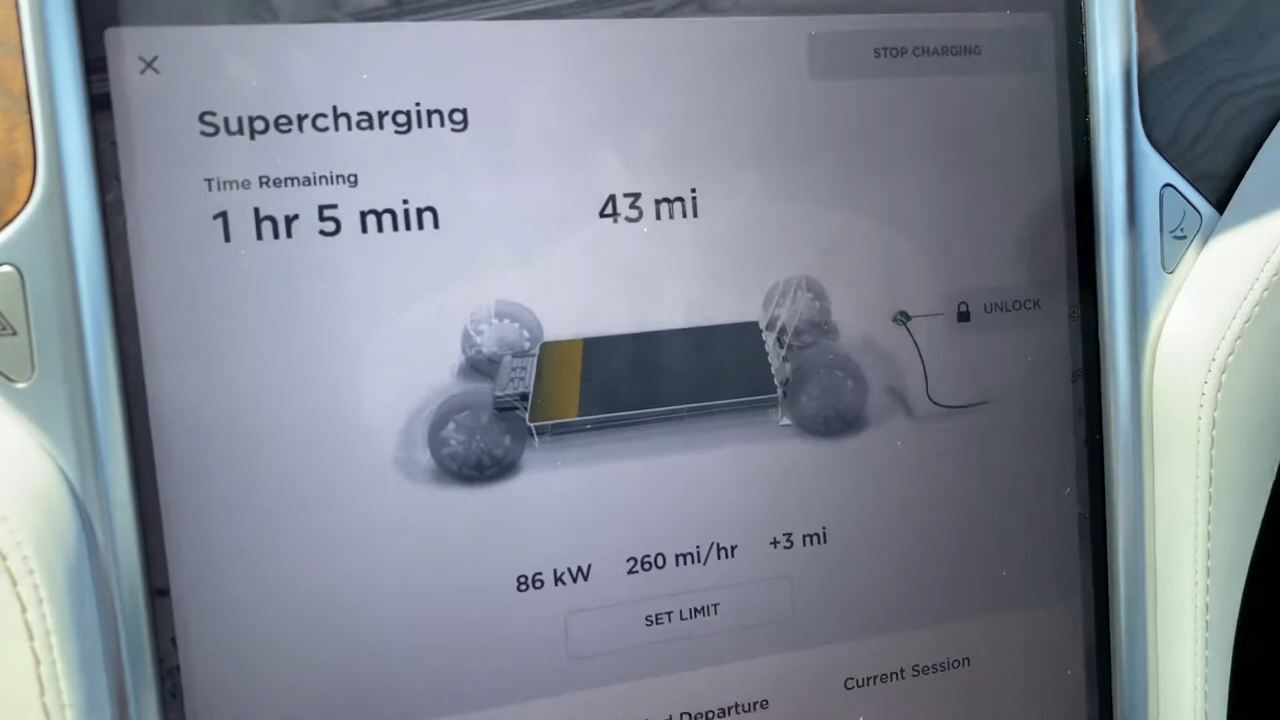 STOP CHARGING
Supercharging
Time Remaining
1 hr 5 min
43 mi
UNLOCK
86 kW 260 mi/hr +3 mi
SET LIMIT
Departure
Current Session